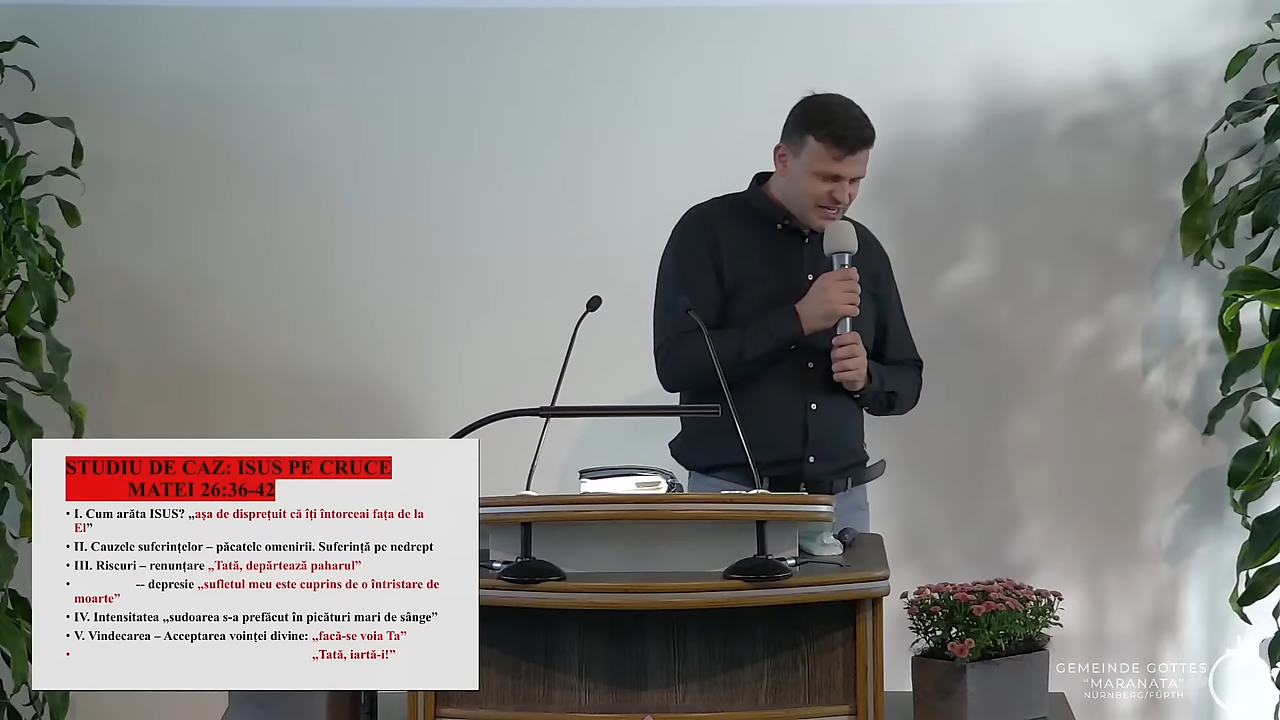 STUDIU DE CAZ: ISUS PE CRUCE
MATEI 26:36-42
• I. Cum arăta ISUS? „așa de disprețuit că îți întorceai fața de la
El”
• II. Cauzele suferințelor – păcatele omenirii. Suferință pe nedrept
• III. Riscuri – renunțare „Tată, depărtează paharul”
• -- depresie „sufletul meu este cuprins de o întristare de
moarte”
• IV. Intensitatea „sudoarea s-a prefăcut în picături mari de sânge”
• V. Vindecarea – Acceptarea voinței divine: „facă-se voia Ta”
• „Tată, iartă-i!”
GEMEINDE GOTTES
“MARANATA”
NÜRNBERG/FÜRTH